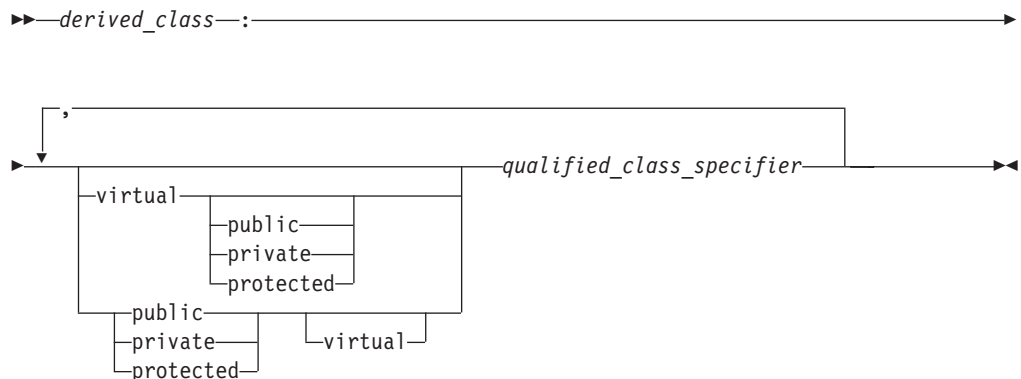 derived_class :
,
qualified_class_specifier
virtual
public
private
protected
public
private virtual
protected